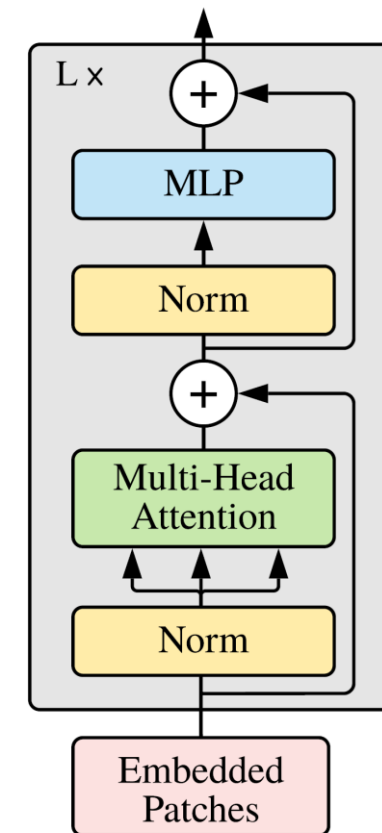 L ×
+
MLP
Norm
+
Multi-Head
Attention
Norm
Embedded
Patches